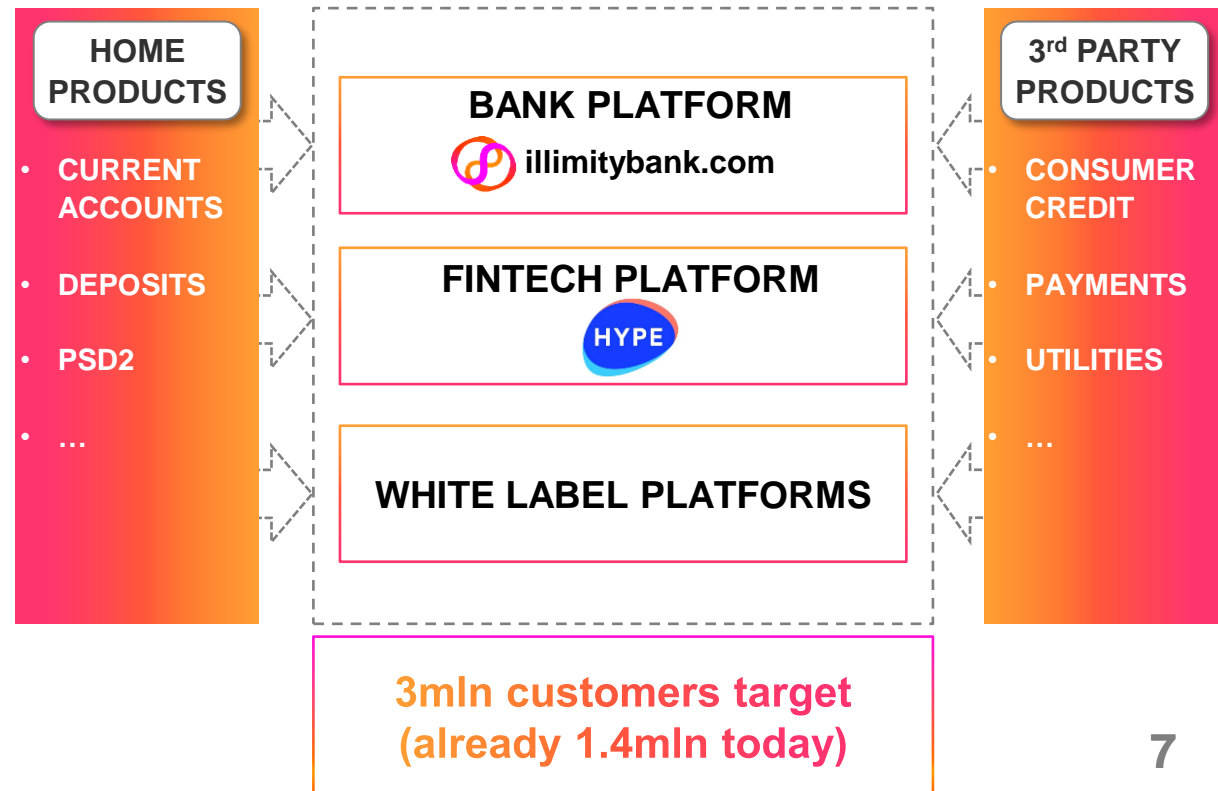 HOME
PRODUCTS
• CURRENT
ACCOUNTS
• DEPOSITS
• PSD2
• …
BANK PLATFORM
illimitybank.com
FINTECH PLATFORM
HYPE
WHITE LABEL PLATFORMS
3rd PARTY
PRODUCTS
• CONSUMER
CREDIT
• PAYMENTS
• UTILITIES
• …
3mln customers target
(already 1.4mln today)
7